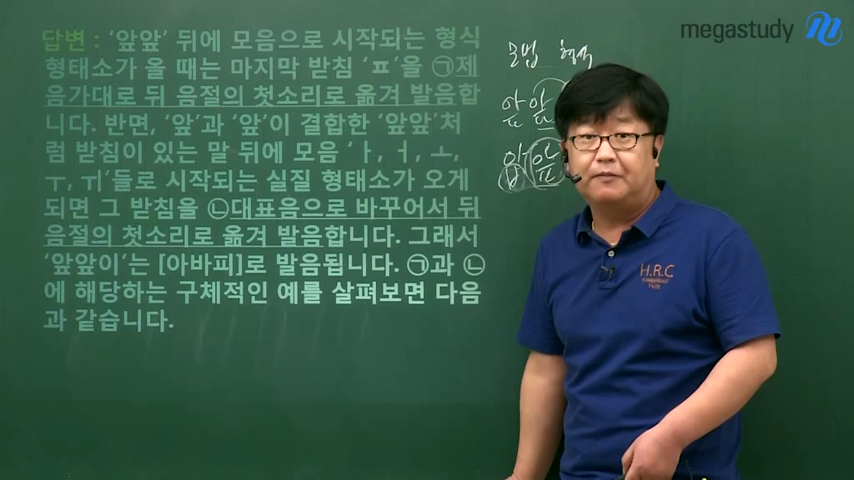 답변 : ‘앞앞’ 뒤에 모음으로 시작되는 형식
형태소가 올 때는 마지막 받침 ‘ㅍ’을 ㉠제
음가대로 뒤 음절의 첫소리로 옮겨 발음합
니다. 반면, ‘앞’과 ‘앞’이 결합한 ‘앞앞’처
럼 받침이 있는 말 뒤에 모음 ‘ㅏ, ㅓ, ㅗ,
ㅜ, ㅟ’들로 시작되는 실질 형태소가 오게
되면 그 받침을 ㉡대표음으로 바꾸어서 뒤
음절의 첫소리로 옮겨 발음합니다. 그래서
‘앞앞이’는 [아바피]로 발음됩니다. ㉠과 ㉡
에 해당하는 구체적인 예를 살펴보면 다음
과 같습니다.
문법 형식
앞앞
앞앞
megastudy
H.R.C